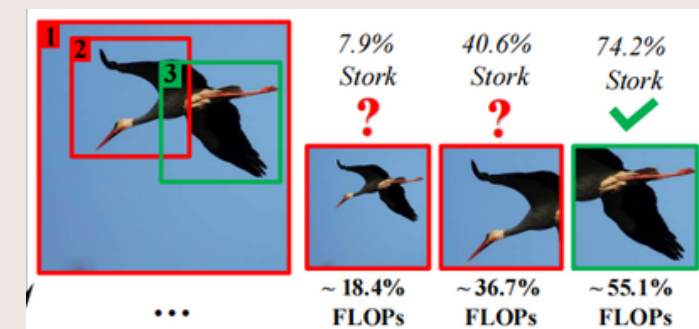 1
2
3
7.9% 40.6% 74.2%
Stork Stork Stork
? ?
~ 18.4% ~ 36.7% ~ 55.1%
FLOPs FLOPs FLOPs
...